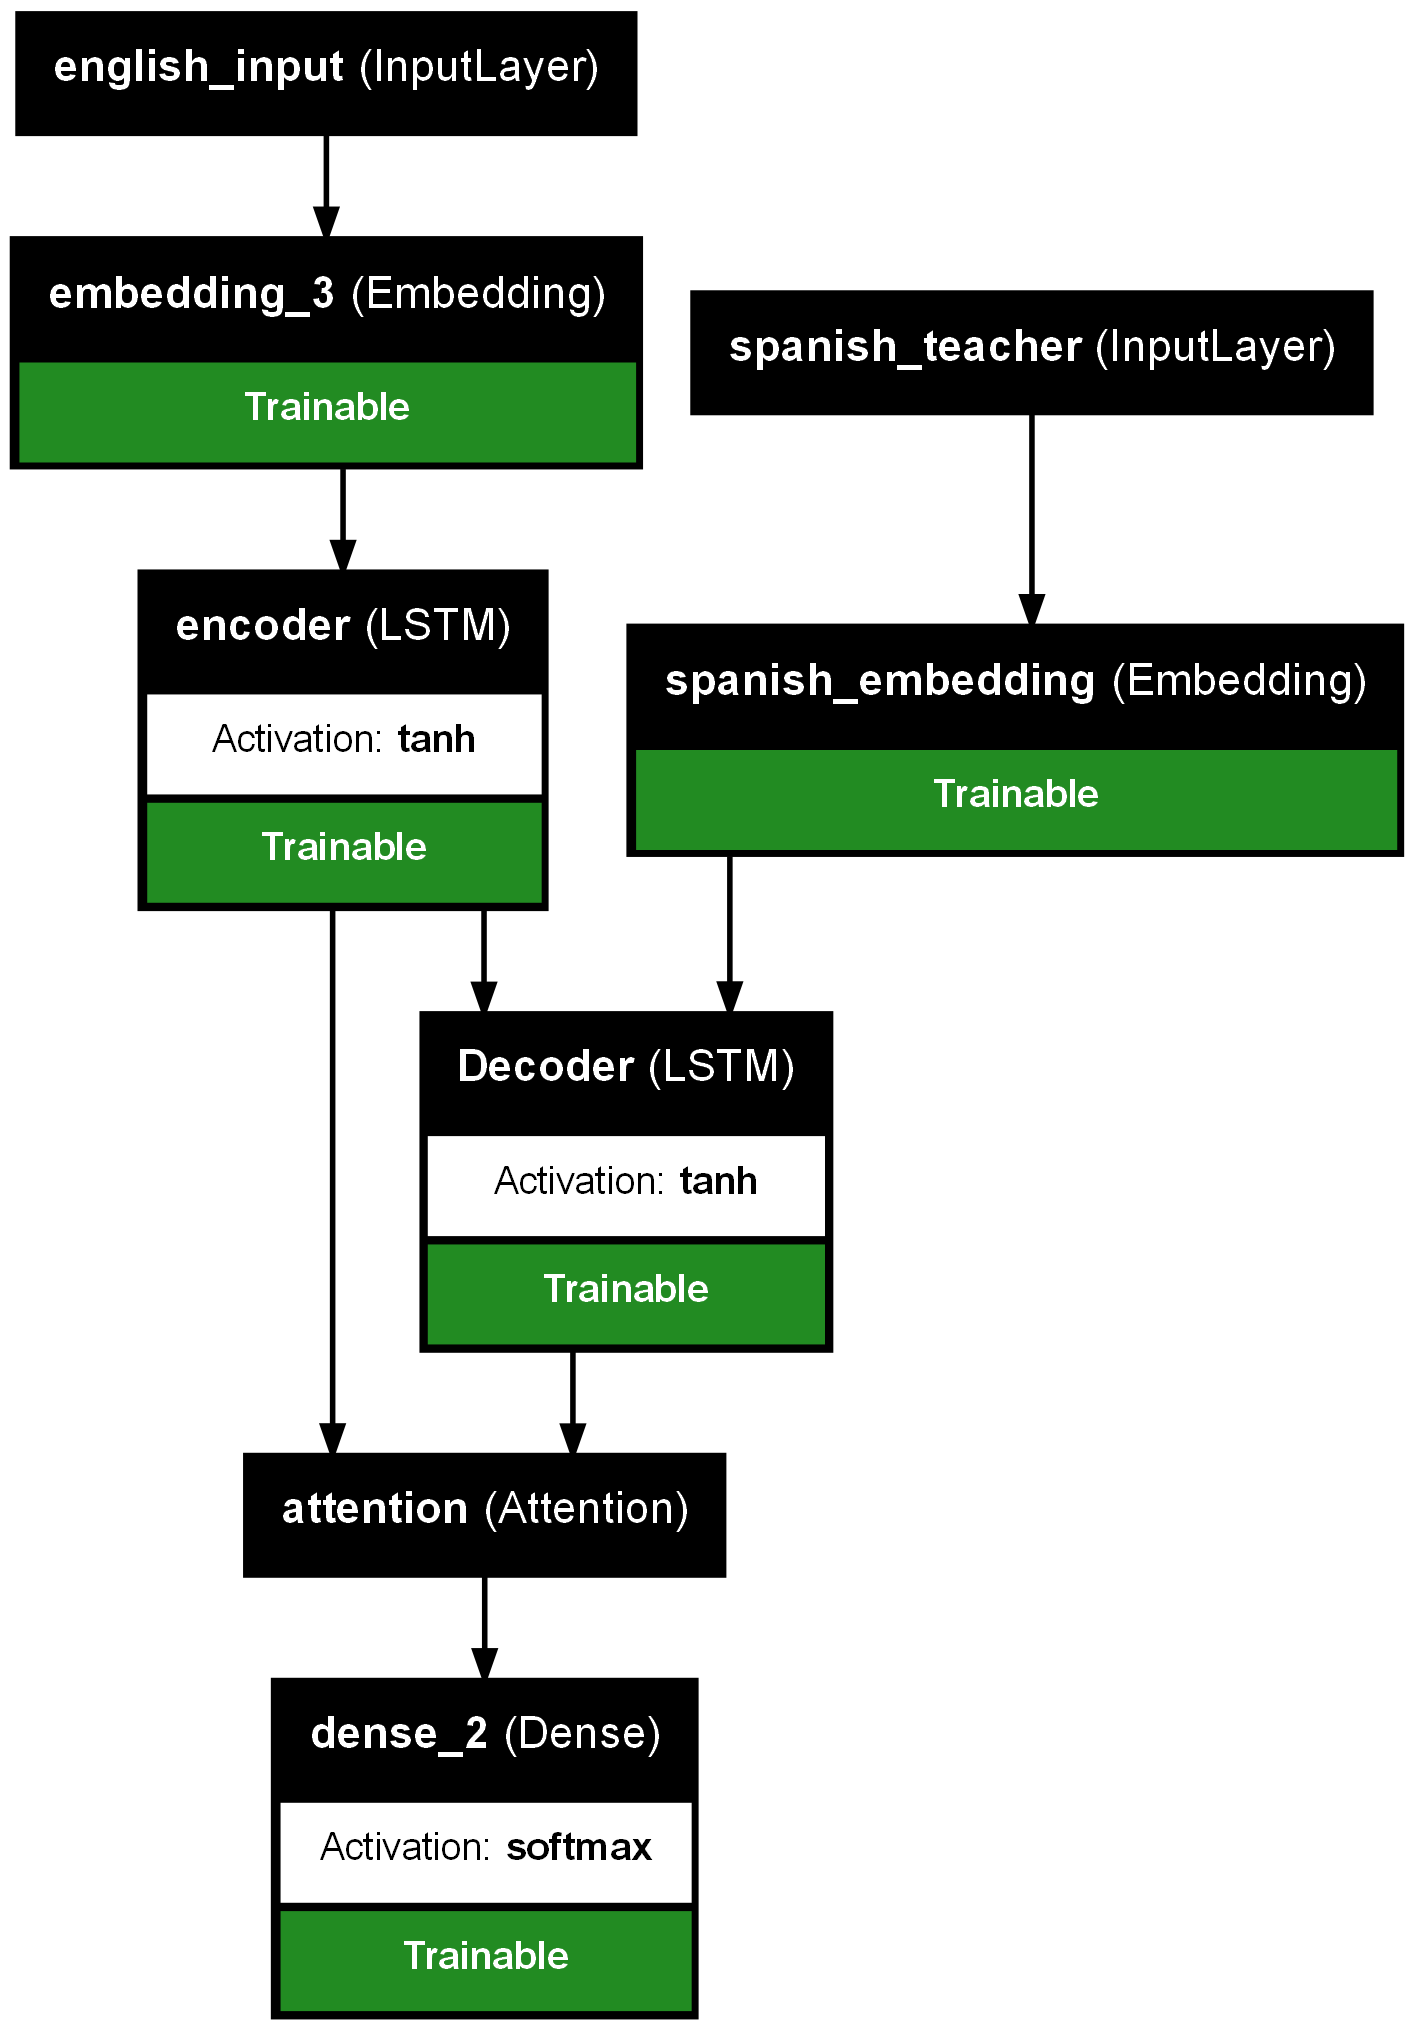 english_input (InputLayer)
embedding_3 (Embedding)
Trainable
spanish_teacher (InputLayer)
encoder (LSTM)
Activation: tanh
Trainable
spanish_embedding (Embedding)
Trainable
Decoder (LSTM)
Activation: tanh
Trainable
attention (Attention)
dense_2 (Dense)
Activation: softmax
Trainable